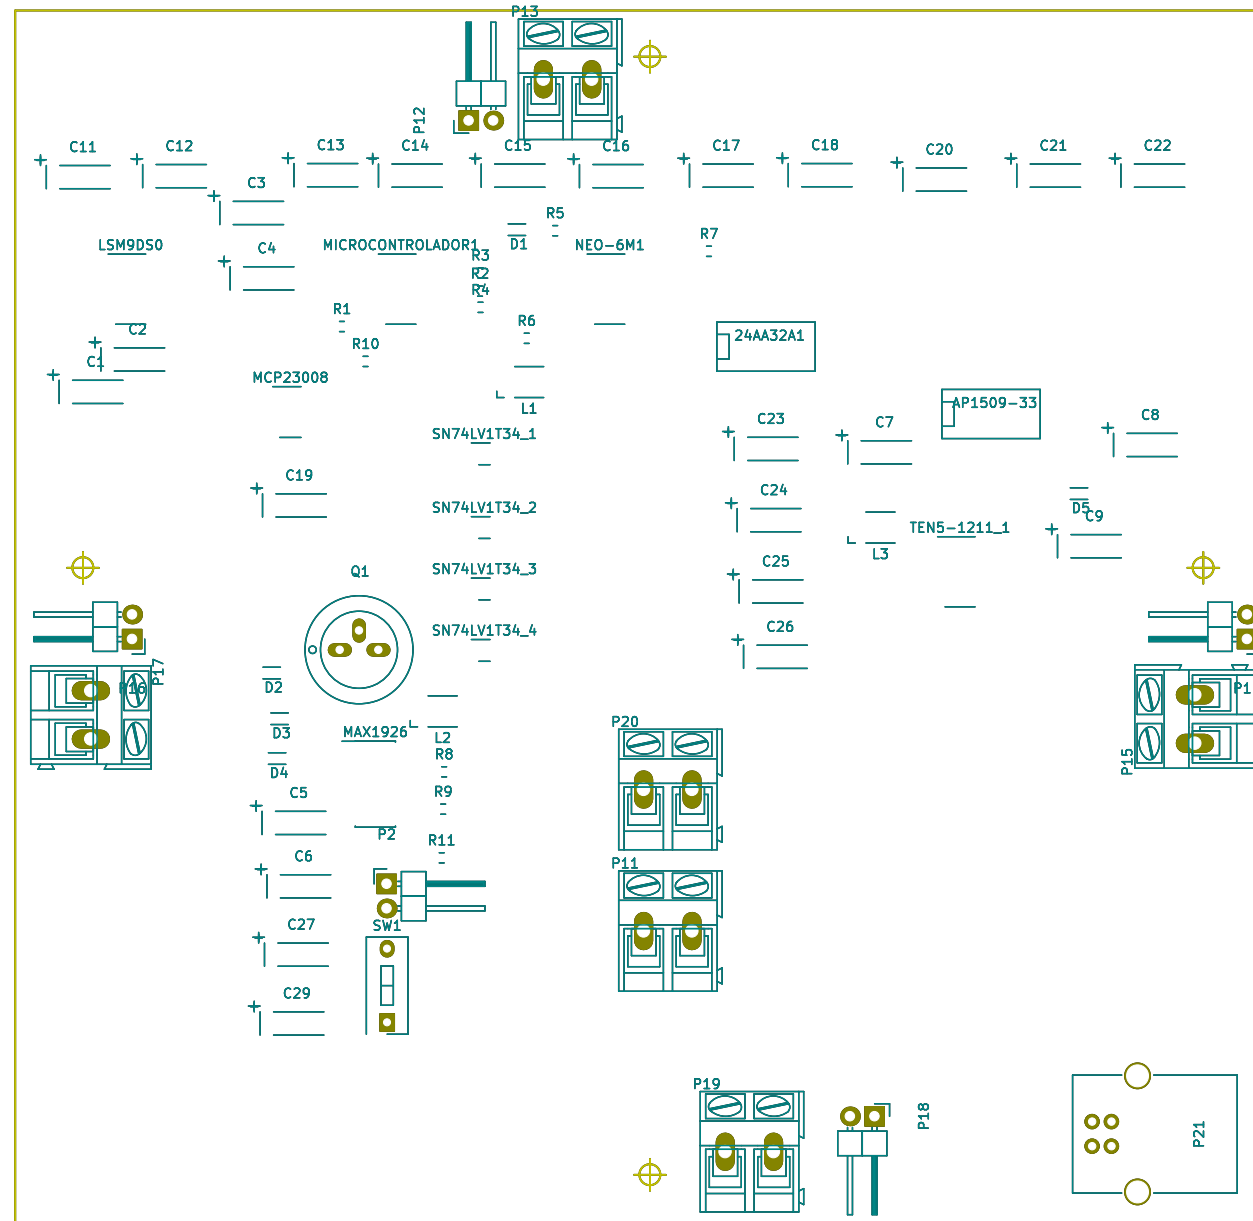 P13
P12
C11
C12
C13
C14
C15
C16
C17
C18
C20
C21
C22
C3
R5
R7
LSM9DS0
C4
MICROCONTROLADOR1
D1
NEO-6M1
R3
R2
R4
R1
R6
C2
R10
24AA32A1
C1
MCP23008
L1
AP1509-33
SN74LV1T34_1
C23
C7
C8
C19
C24
SN74LV1T34_2
D5
C9
TEN5-1211_1
L3
Q1
SN74LV1T34_3
C25
SN74LV1T34_4
C26
P17
P16
D2
P1
D3
MAX1926
L2
P20
P15
R8
D4
C5
R9
P2
R11
C6
P11
C27
SW1
C29
P19
P18
P21